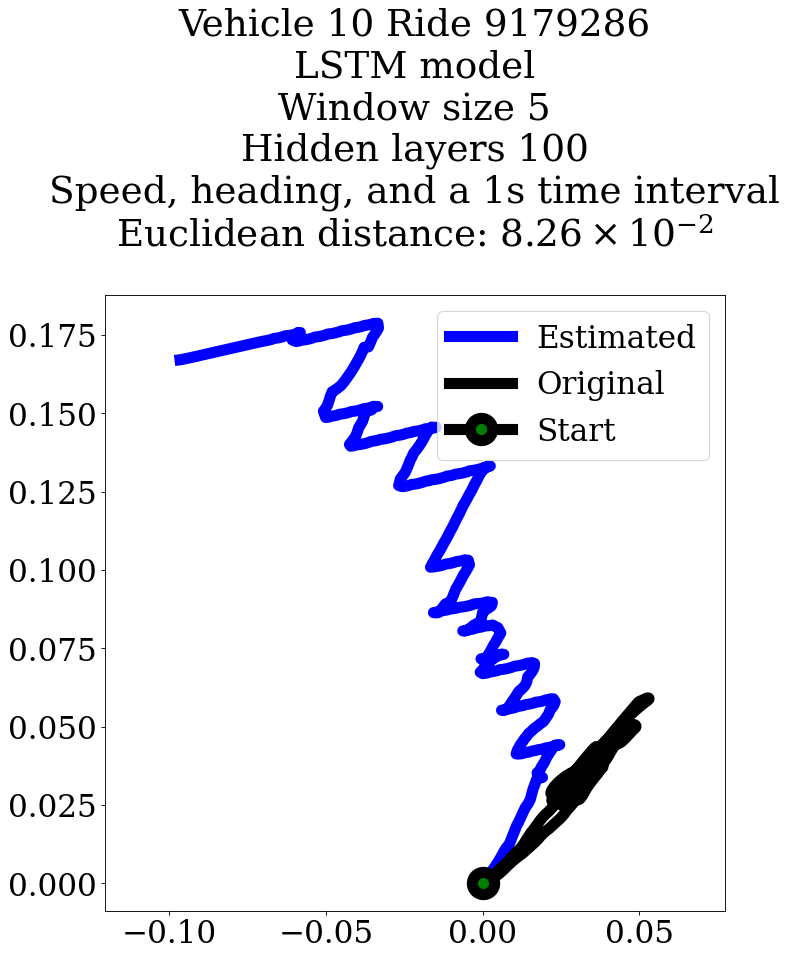 Vehicle 10 Ride 9179286
LSTM model
Window size 5
Hidden layers 100
Speed, heading, and a 1s time interval
Euclidean distance: 8.26 × 10⁻²
Estimated
Original
Start
0.175
0.150
0.125
0.100
0.075
0.050
0.025
0.000
−0.10 −0.05 0.00 0.05